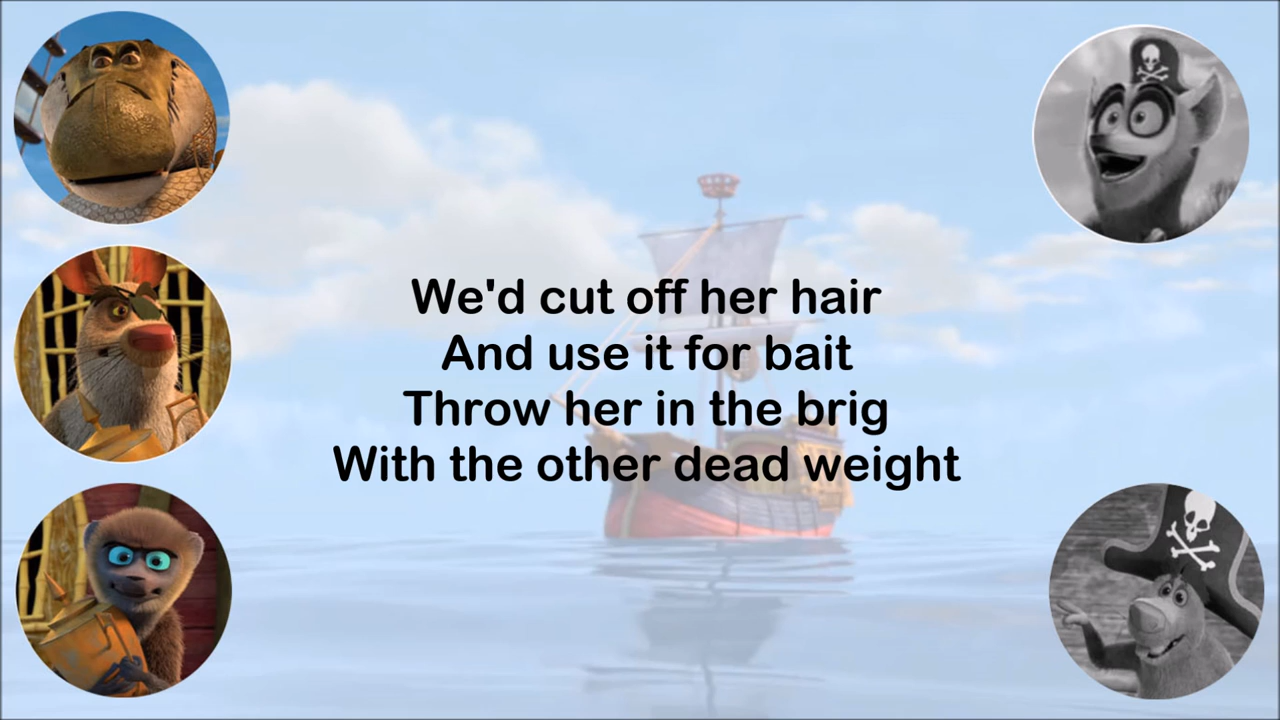 We'd cut off her hair
And use it for bait
Throw her in the brig
With the other dead weight